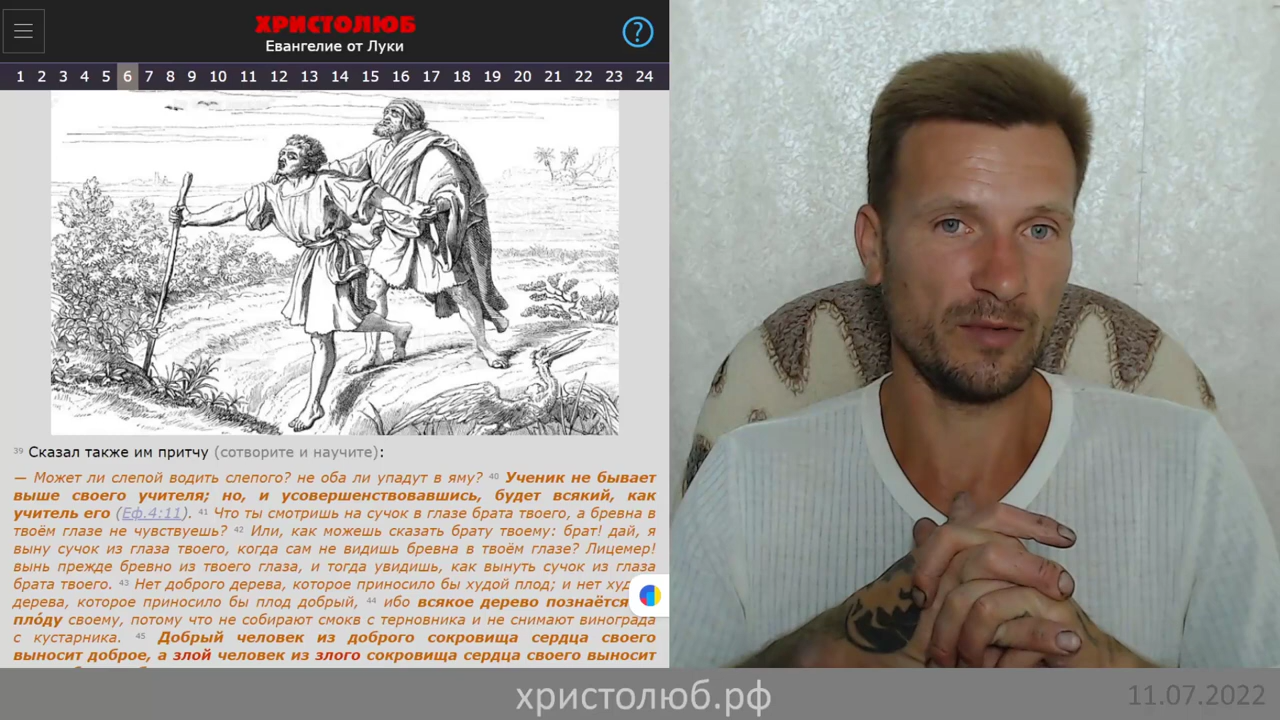 ХРИСТОЛЮБ
Евангелие от Луки
?
1 2 3 4 5 6 7 8 9 10 11 12 13 14 15 16 17 18 19 20 21 22 23 24
39 Сказал также им притчу (сотворите и научите):
— Может ли слепой водить слепого? не оба ли упадут в яму? 40 Ученик не бывает
выше своего учителя; но, и усовершенствовавшись, будет всякий, как
учитель его (Еф.4:11). 41 Что ты смотришь на сучок в глазе брата твоего, а бревна в
твоём глазе не чувствуешь? 42 Или, как можешь сказать брату твоему: брат! дай, я
выну сучок из глаза твоего, когда сам не видишь бревна в твоём глазе? Лицемер!
вынь прежде бревно из твоего глаза, и тогда увидишь, как вынуть сучок из глаза
брата твоего. 43 Нет доброго дерева, которое приносило бы худой плод; и нет
дерева, которое приносило бы плод добрый, 44 ибо всякое дерево познаётся
пло́ду своему, потому что не собирают смокв с терновника и не снимают винограда
с кустарника. 45 Добрый человек из доброго сокровища сердца своего
выносит доброе, а злой человек из злого сокровища сердца своего выносит
христолюб.рф
11.07.2022